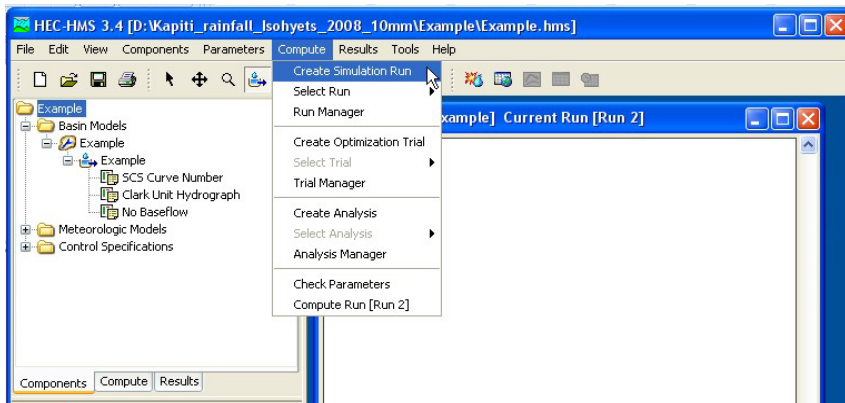 HEC-HMS 3.4 [D:\Kapiti_rainfall_Isohyets_2008_10mm\Example\Example.hms]
File Edit View Components Parameters Compute Results Tools Help
Create Simulation Run
Select Run
Run Manager
Create Optimization Trial
Select Trial
Trial Manager
Create Analysis
Select Analysis
Analysis Manager
Check Parameters
Compute Run [Run 2]
xample] Current Run [Run 2]
Example
Basin Models
Example
Example
SCS Curve Number
Clark Unit Hydrograph
No Baseflow
Meteorologic Models
Control Specifications
Components Compute Results